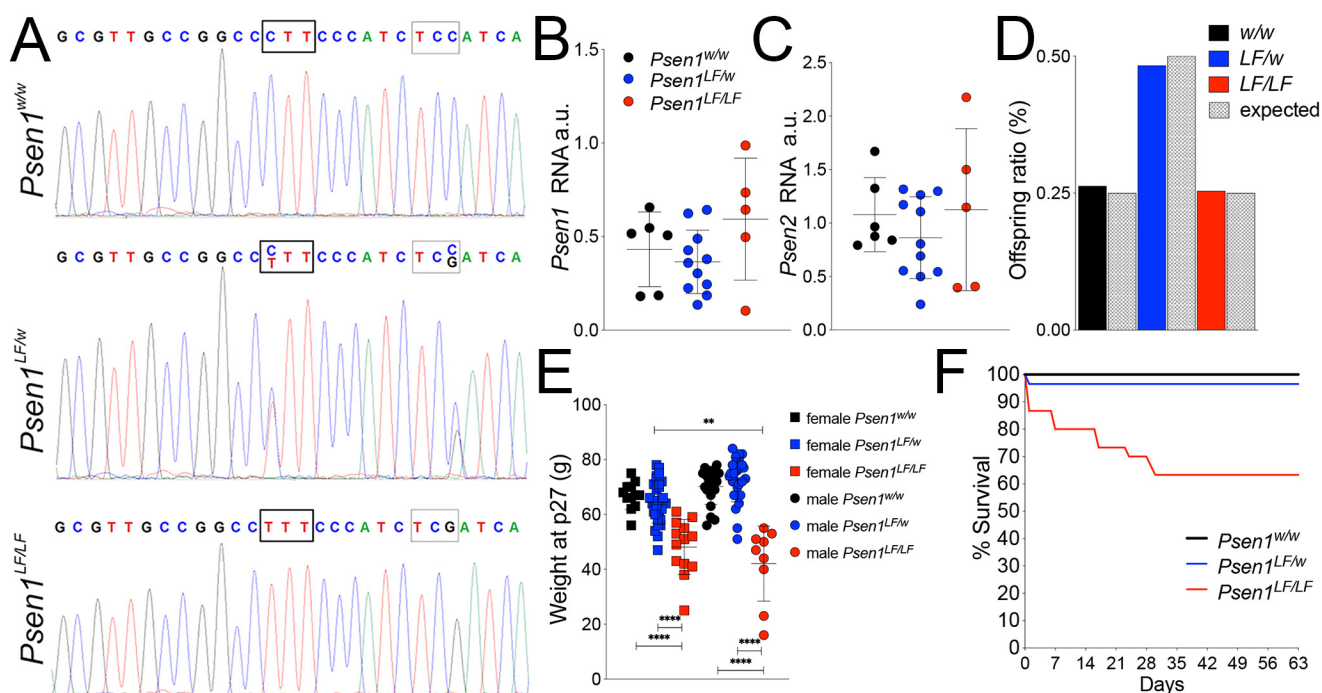 A
G C G T T G C C G G C C C T T C C C A T C T C C A T C A
Psen1w/w
G C G T T G C C G G C C C T T C C C A T C T C C A T C A
T G
Psen1LF/w
G C G T T G C C G G C C T T T C C C A T C T C G A T C A
Psen1LF/LF
B
1.5
1.0
0.5
0.0
Psen1 RNA a.u.
Psen1w/w
Psen1LF/w
Psen1LF/LF
C
2.5
2.0
1.5
1.0
0.5
0.0
Psen2 RNA a.u.
D
0.50
0.25
0.00
Offspring ratio (%)
w/w
LF/w
LF/LF
expected
E
100
80
60
40
20
0
Weight at p27 (g)
**
****
****
****
****
female Psen1w/w
female Psen1LF/w
female Psen1LF/LF
male Psen1w/w
male Psen1LF/w
male Psen1LF/LF
F
100
90
80
70
60
50
40
30
20
10
0
% Survival
Psen1w/w
Psen1LF/w
Psen1LF/LF
0 7 14 21 28 35 42 49 56 63
Days